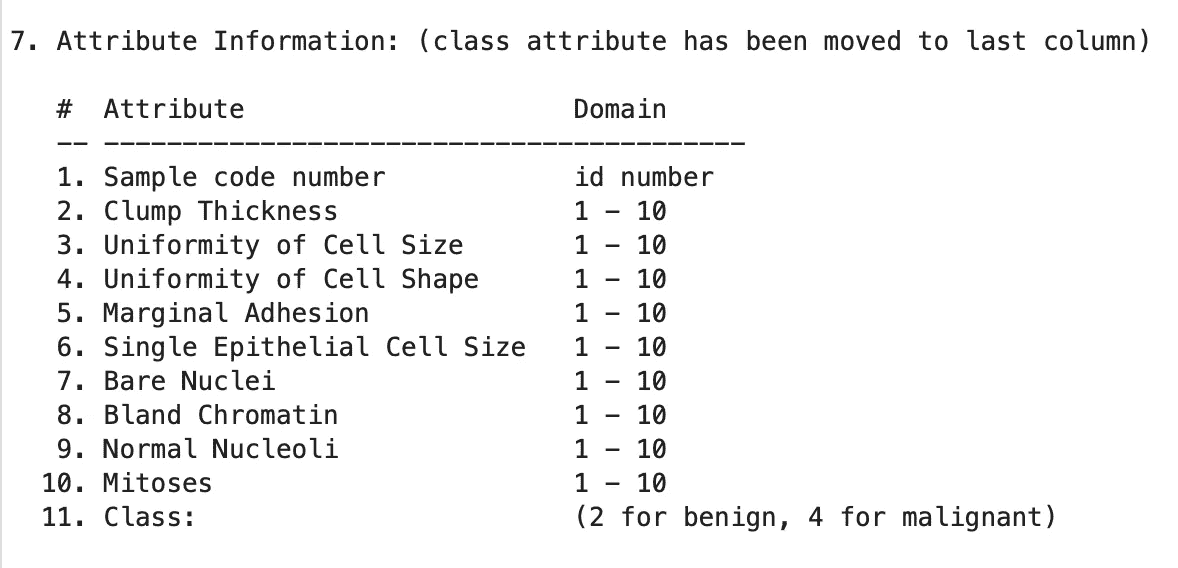 7. Attribute Information: (class attribute has been moved to last column)
# Attribute Domain
-- -----------------------------------------
1. Sample code number id number
2. Clump Thickness 1 - 10
3. Uniformity of Cell Size 1 - 10
4. Uniformity of Cell Shape 1 - 10
5. Marginal Adhesion 1 - 10
6. Single Epithelial Cell Size 1 - 10
7. Bare Nuclei 1 - 10
8. Bland Chromatin 1 - 10
9. Normal Nucleoli 1 - 10
10. Mitoses 1 - 10
11. Class: (2 for benign, 4 for malignant)